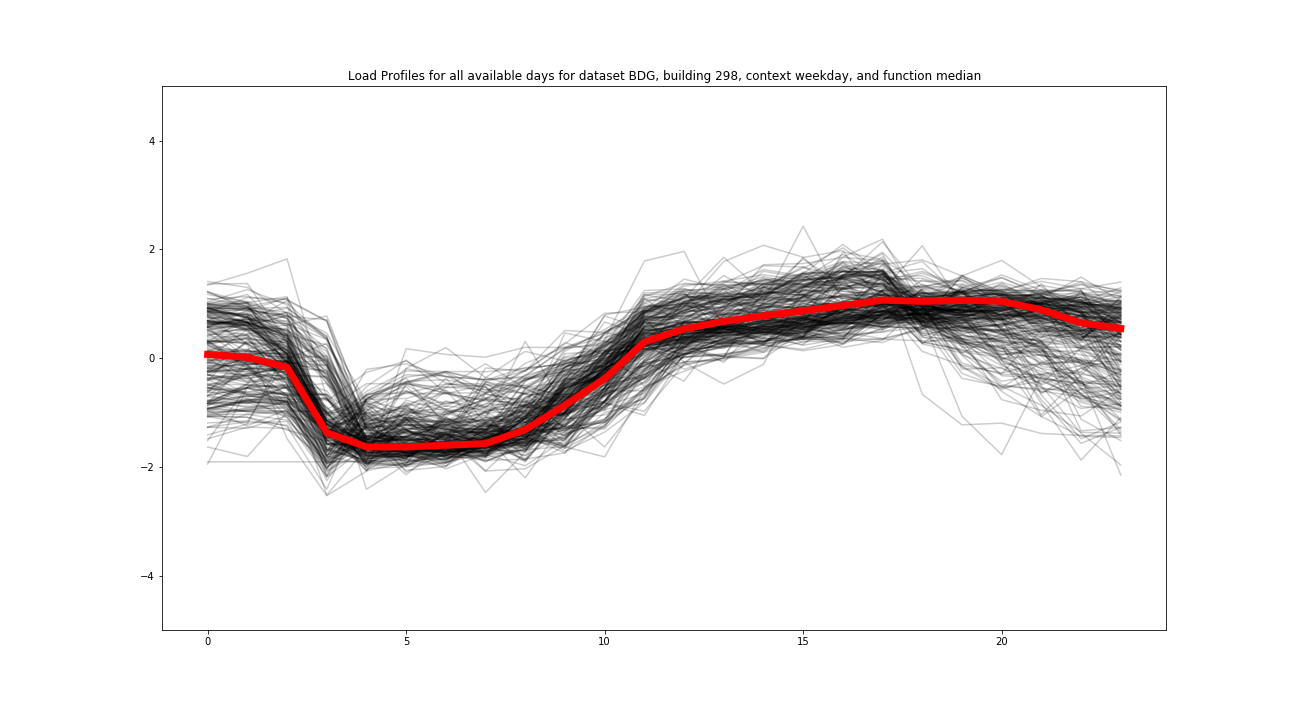 Load Profiles for all available days for dataset BDG, building 298, context weekday, and function median
4
2
0
−2
−4
0 5 10 15 20